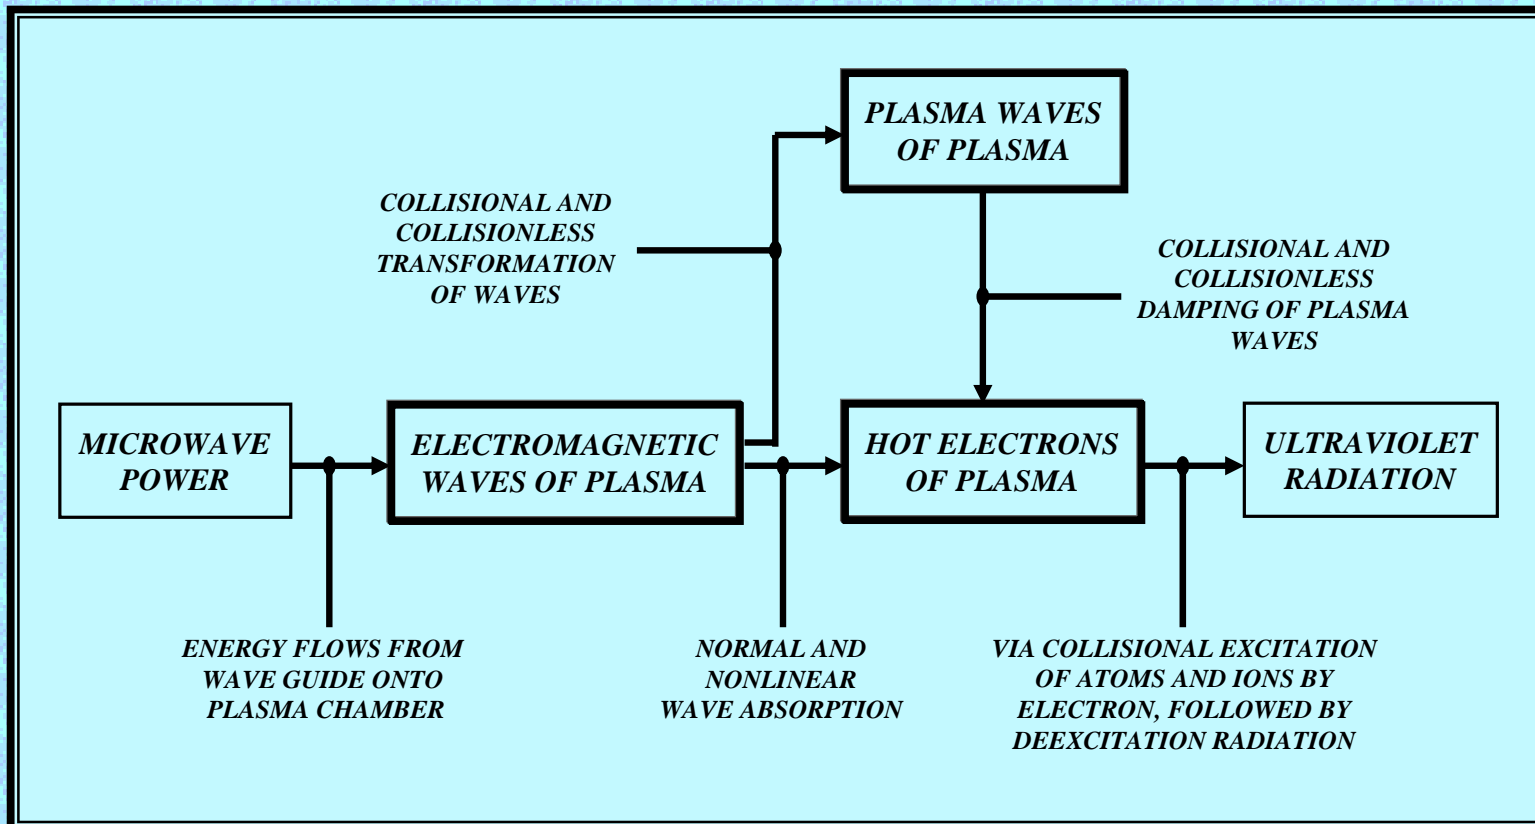 PLASMA WAVES
OF PLASMA
COLLISIONAL AND
COLLISIONLESS
TRANSFORMATION
OF WAVES
COLLISIONAL AND
COLLISIONLESS
DAMPING OF PLASMA
WAVES
MICROWAVE
POWER
ELECTROMAGNETIC
WAVES OF PLASMA
HOT ELECTRONS
OF PLASMA
ULTRAVIOLET
RADIATION
ENERGY FLOWS FROM
WAVE GUIDE ONTO
PLASMA CHAMBER
NORMAL AND
NONLINEAR
WAVE ABSORPTION
VIA COLLISIONAL EXCITATION
OF ATOMS AND IONS BY
ELECTRON, FOLLOWED BY
DEEXCITATION RADIATION